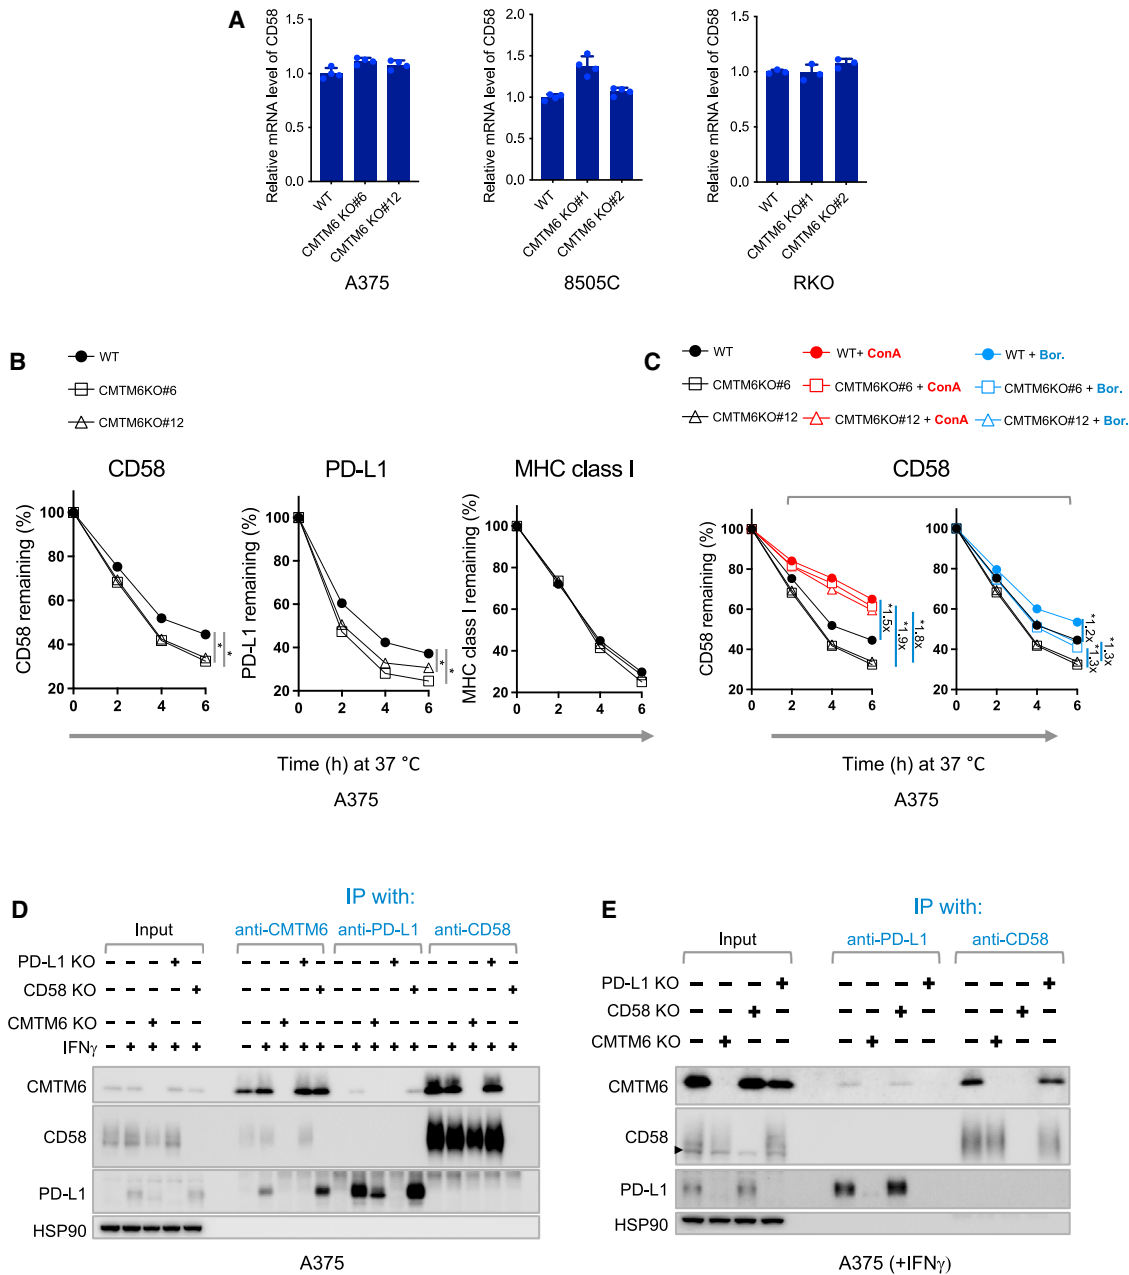 A
Relative mRNA level of CD58
1.5
1.0
0.5
0.0
WT
CMTM6 KO#6
CMTM6 KO#12
A375
Relative mRNA level of CD58
2.0
1.5
1.0
0.5
0.0
WT
CMTM6 KO#1
CMTM6 KO#2
8505C
Relative mRNA level of CD58
1.5
1.0
0.5
0.0
WT
CMTM6 KO#1
CMTM6 KO#2
RKO
B
WT
CMTM6KO#6
CMTM6KO#12
CD58
CD58 remaining (%)
100
80
60
40
20
0 2 4 6
* *
PD-L1
PD-L1 remaining (%)
100
80
60
40
20
0 2 4 6
* *
MHC class I
MHC class I remaining (%)
100
80
60
40
20
0 2 4 6
Time (h) at 37 °C
A375
C
WT
WT+ ConA
WT + Bor.
CMTM6KO#6
CMTM6KO#6 + ConA
CMTM6KO#6 + Bor.
CMTM6KO#12
CMTM6KO#12 + ConA
CMTM6KO#12 + Bor.
CD58
CD58 remaining (%)
100
80
60
40
20
0 2 4 6
*1.5x
*1.9x
*1.8x
100
80
60
40
20
0 2 4 6
*1.2x
*1.3x
*1.3x
Time (h) at 37 °C
A375
D
IP with:
Input
anti-CMTM6
anti-PD-L1
anti-CD58
PD-L1 KO - - - + - - - - + - - - + - - - - + -
CD58 KO - - - - + - - - - + - - - + - - - - +
CMTM6 KO - - + - - - - + - - - + - - - - + - -
IFNγ - + + + + - + + + + + + + + - + + + +
CMTM6
CD58
PD-L1
HSP90
A375
E
IP with:
Input
anti-PD-L1
anti-CD58
PD-L1 KO - - - + - - - + - - - +
CD58 KO - - + - - - + - - - + -
CMTM6 KO - + - - - + - - - + - -
CMTM6
CD58
PD-L1
HSP90
A375 (+IFNγ)